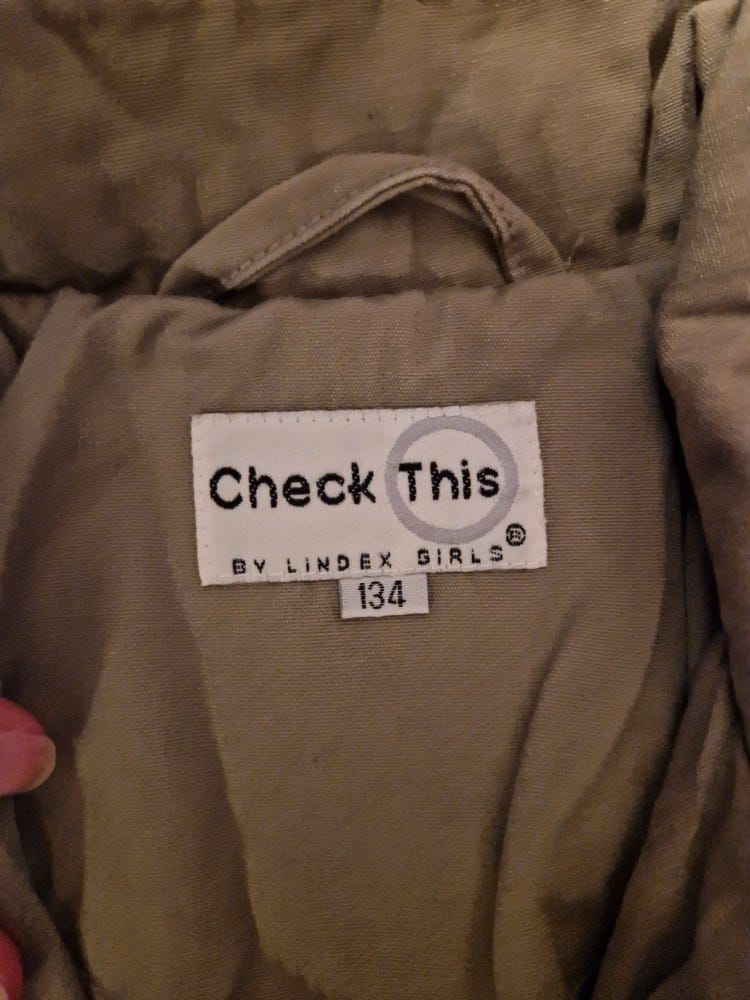 Check This
BY LINDEX GIRLS®
134